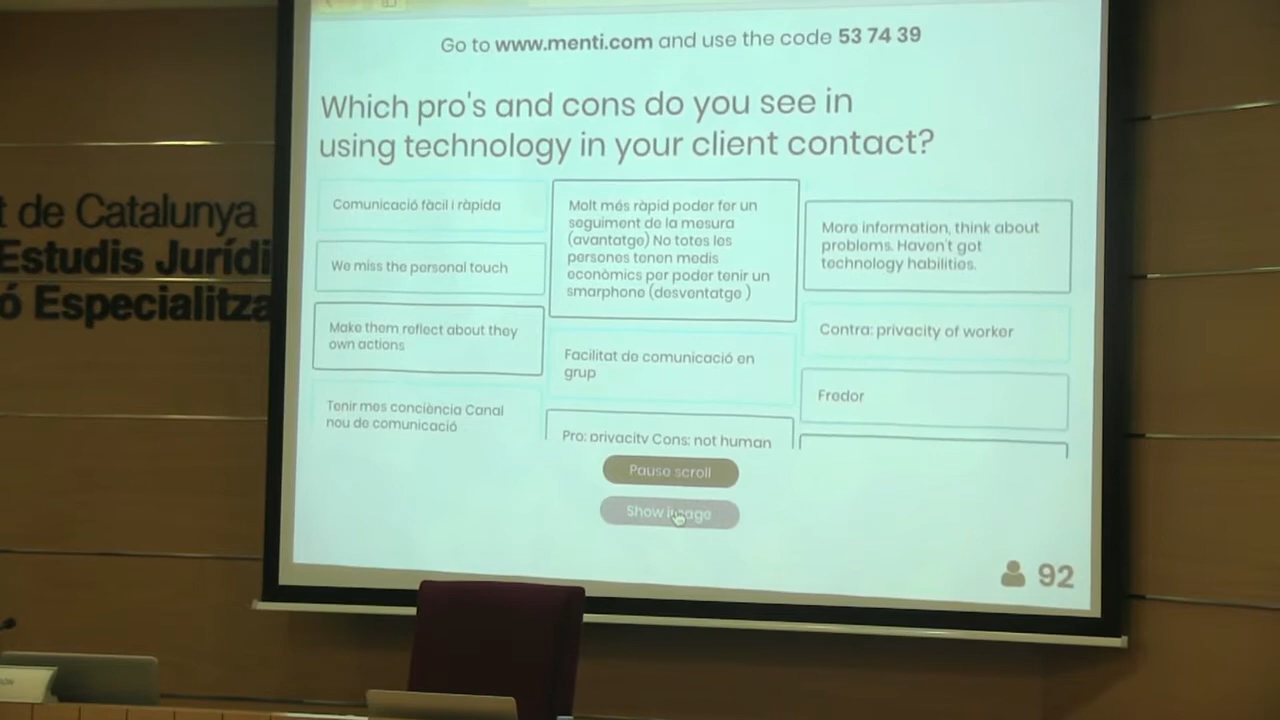 Go to www.menti.com and use the code 53 74 39
Which pro's and cons do you see in
using technology in your client contact?
Comunicació fàcil i ràpida
We miss the personal touch
Make them reflect about they
own actions
Tenir mes conciència Canal
nou de comunicació
Molt més ràpid poder fer un
seguiment de la mesura
(avantatge) No totes les
persones tenen medis
econòmics per poder tenir un
smarphone (desventatge )
Facilitat de comunicació en
grup
Pro: privacity Cons: not human
More information, think about
problems. Haven't got
technology habilities.
Contra: privacity of worker
Fredor
Pause scroll
Show image
92
t de Catalunya
Estudis Jurídi
ó Especialitza